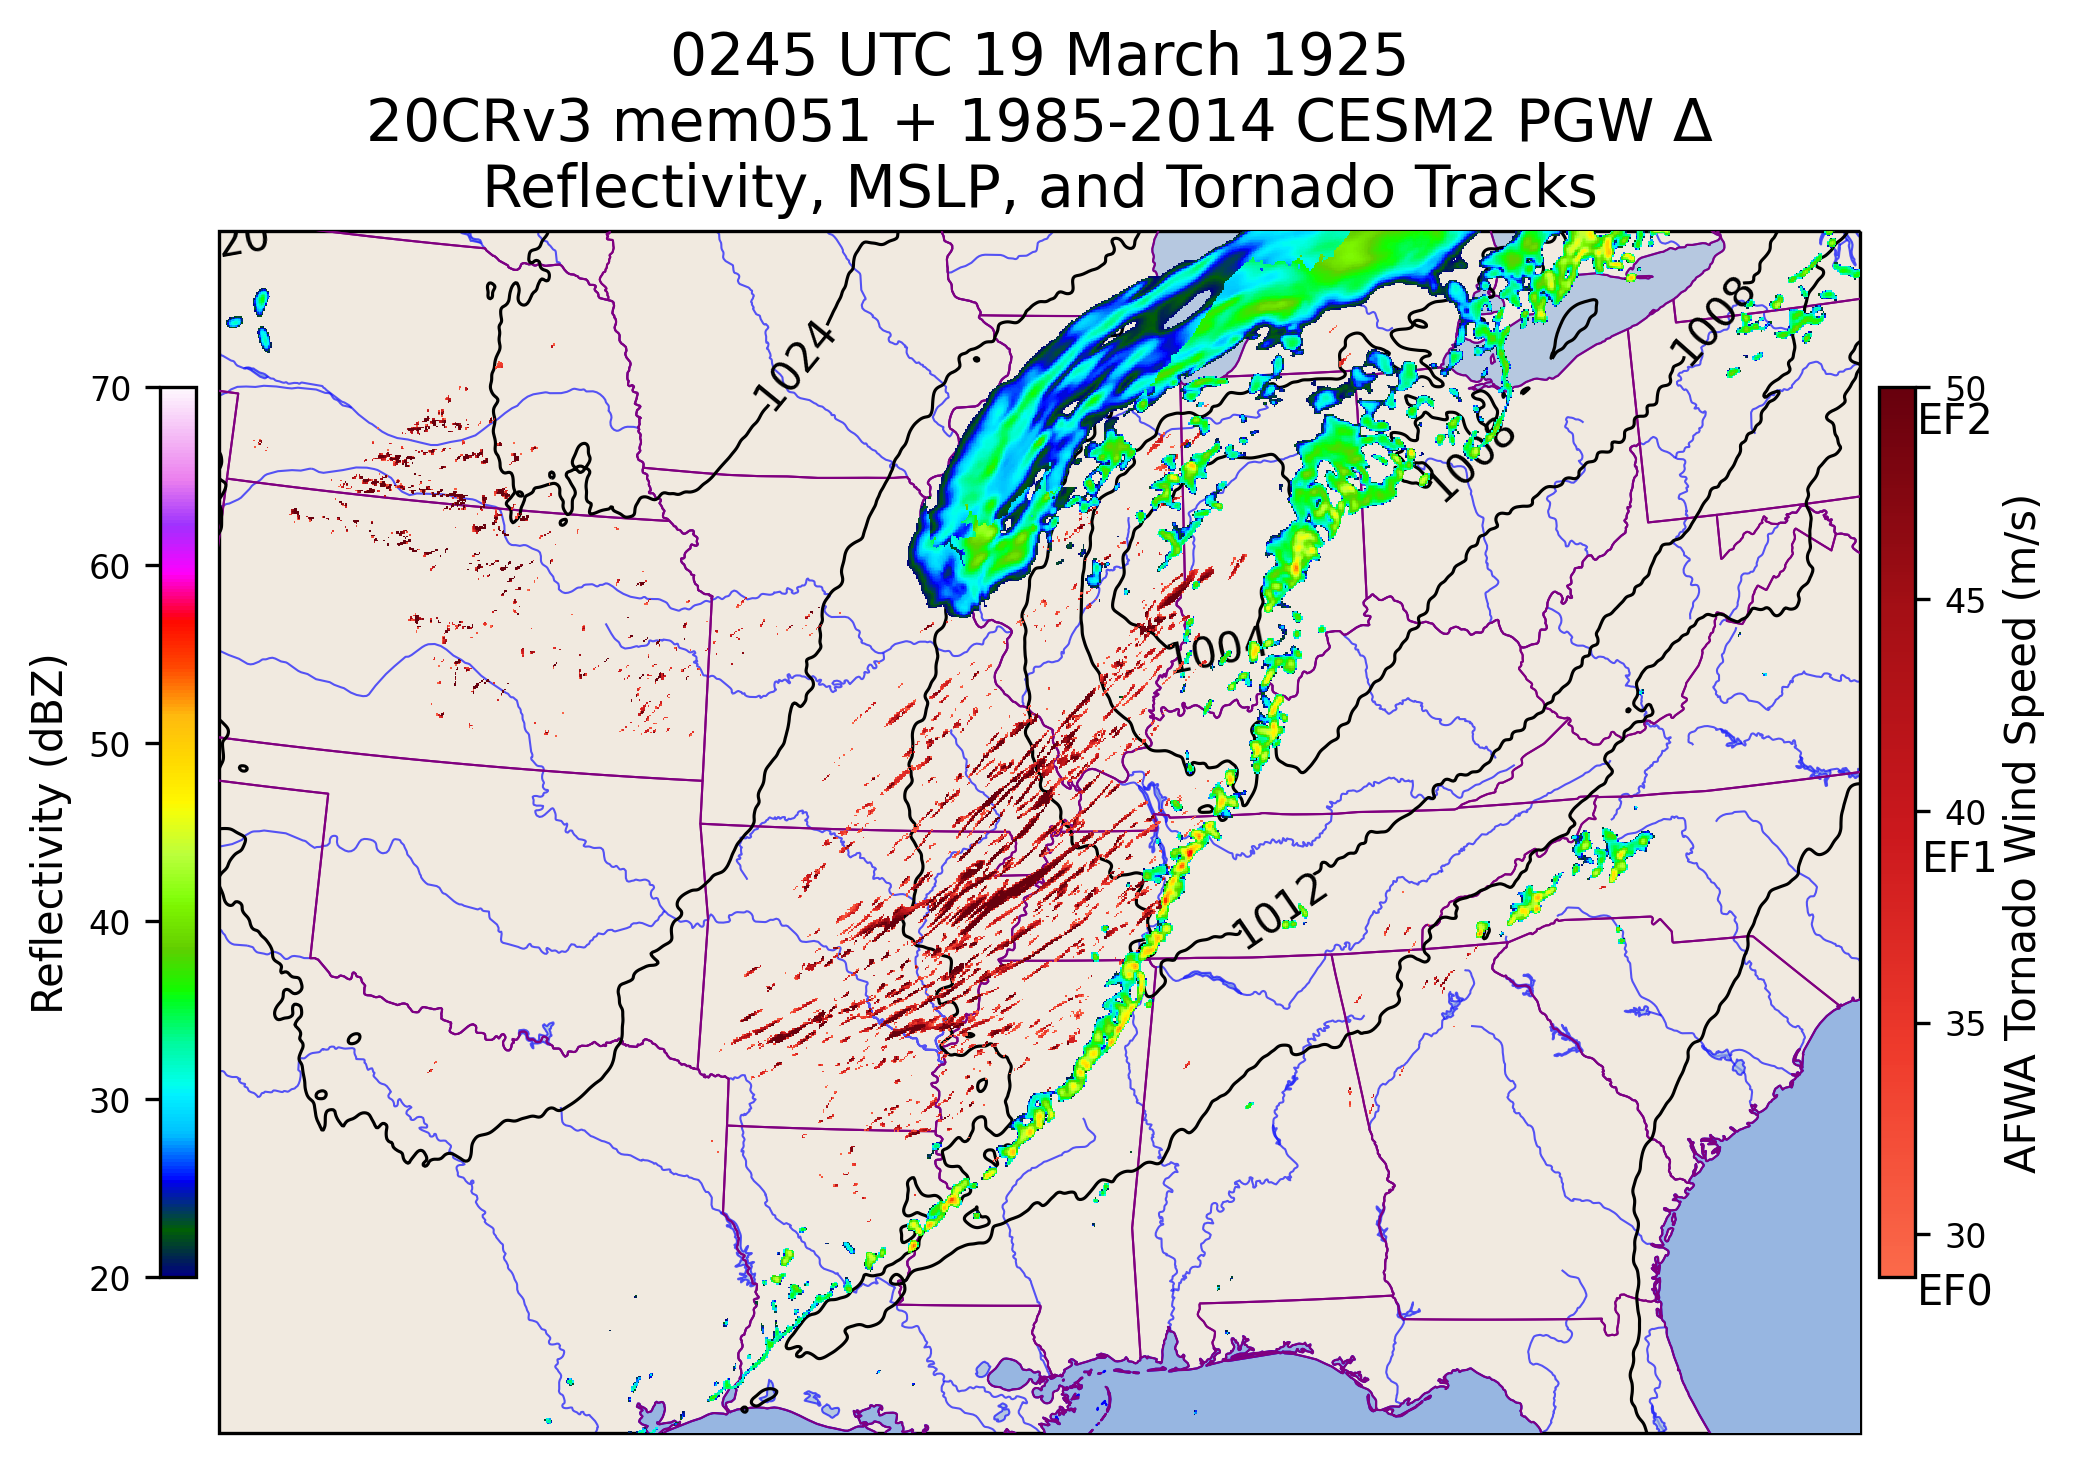 0245 UTC 19 March 1925
20CRv3 mem051 + 1985-2014 CESM2 PGW Δ
Reflectivity, MSLP, and Tornado Tracks
20
1024
1008
1008
1004
1012
70
60
50
40
30
20
Reflectivity (dBZ)
50
EF2
45
40
EF1
35
30
EF0
AFWA Tornado Wind Speed (m/s)